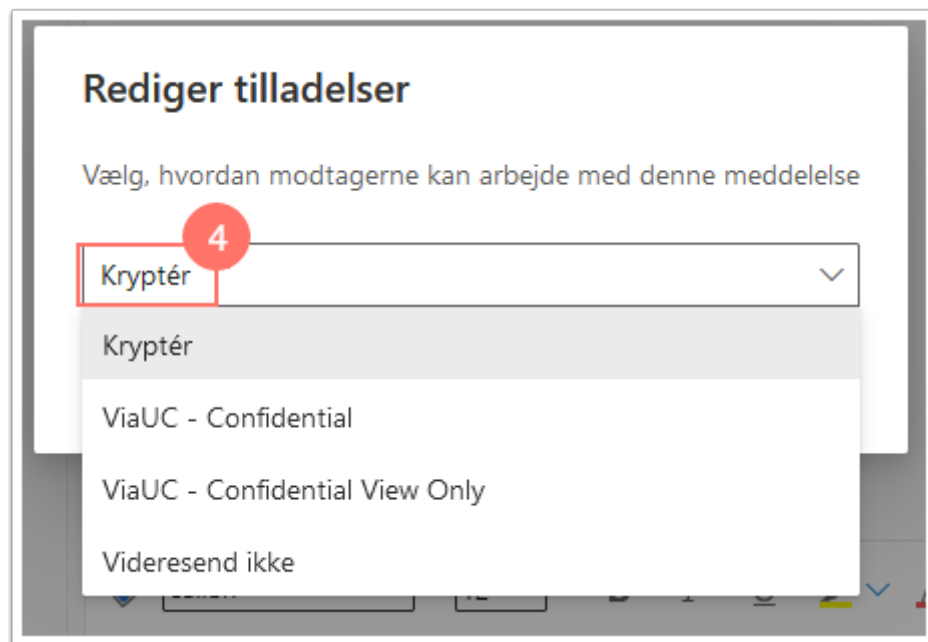 Rediger tilladelser
Vælg, hvordan modtagerne kan arbejde med denne meddelelse
4
Kryptér
Kryptér
ViaUC - Confidential
ViaUC - Confidential View Only
Videresend ikke